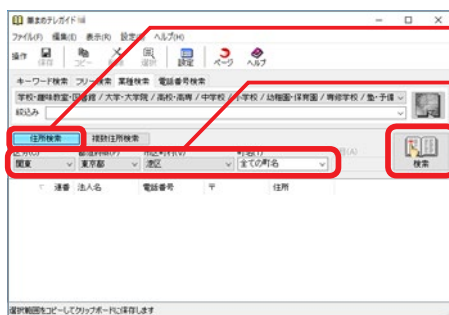 筆まめテレガイド
ファイル(F) 編集(E) 表示(R) 設定 ヘルプ(H)
操作 保存 コピー 選択 設定 ページ ヘルプ
キーワード検索 フリー検索 業種検索 電話番号検索
学校・趣味教室・図書館 / 大学・大学院 / 高校・高専 / 中学校 / 小学校 / 幼稚園・保育園 / 専修学校 / 塾・予備
絞込み
住所検索 複数住所検索
関東 東京都 港区 全ての町名 検索
連番 法人名 電話番号 〒 住所
選択範囲をコピーしてクリップボードに保存します